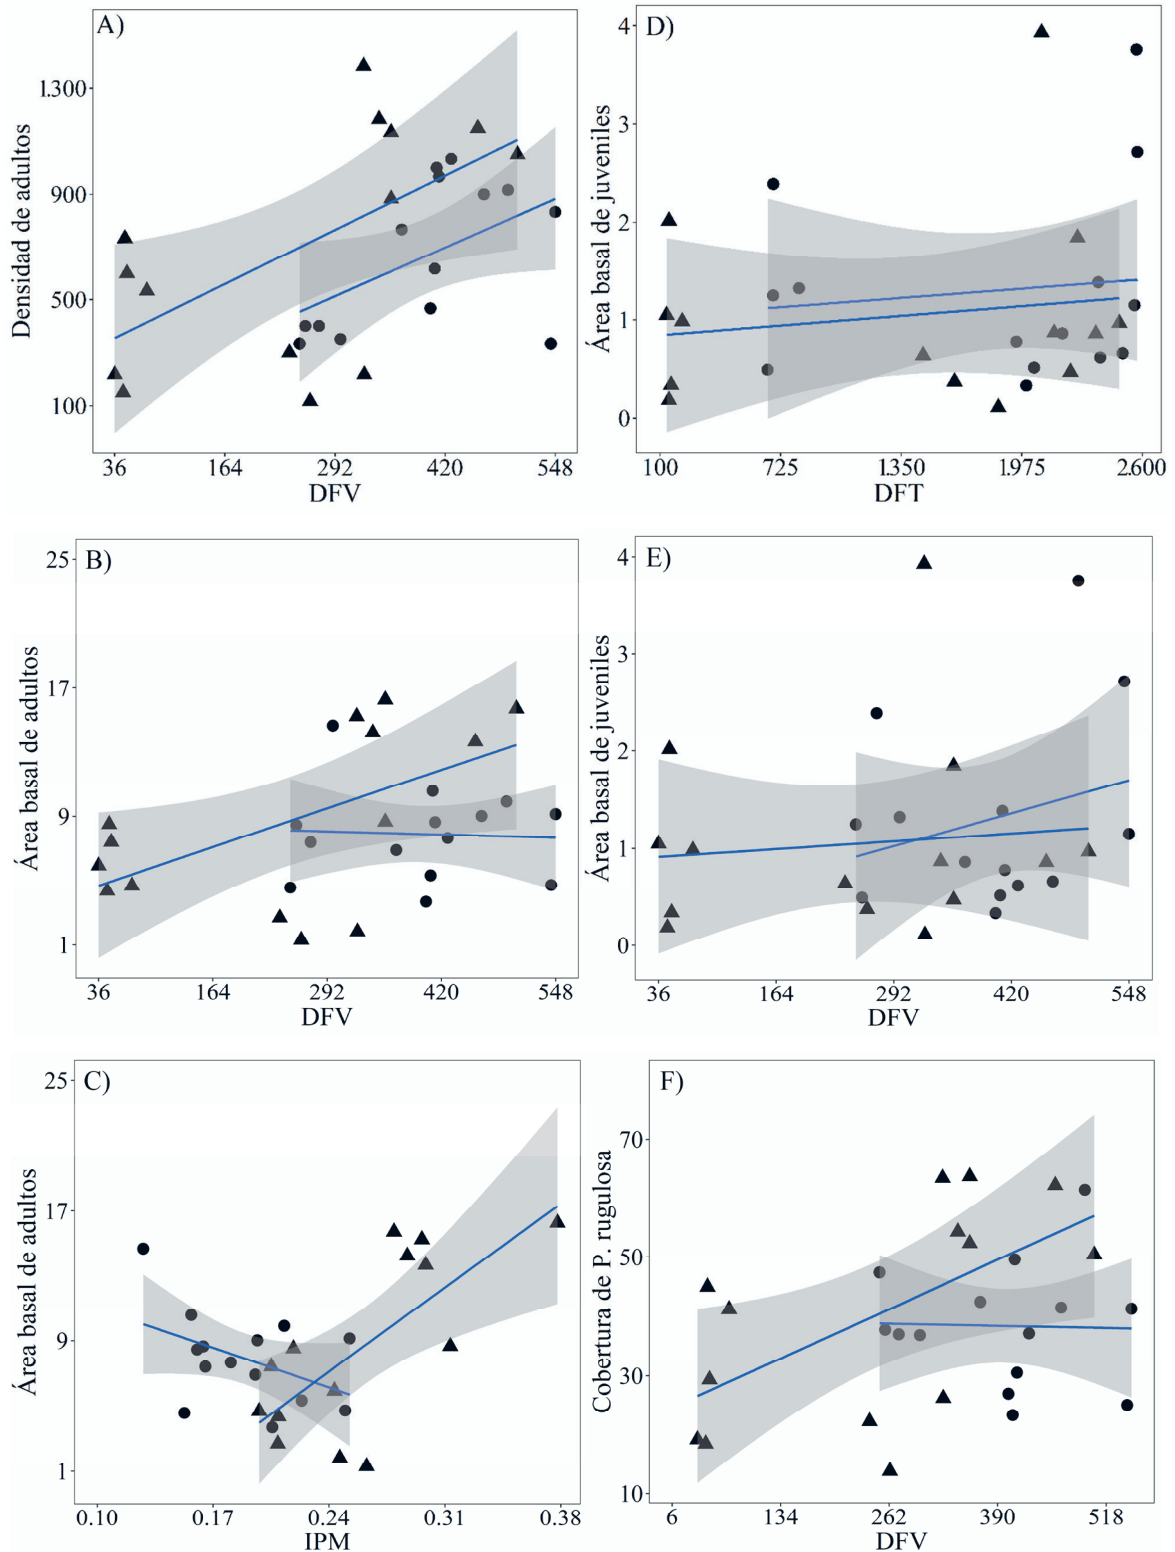 A)
Densidad de adultos
1.300
900
500
100
36 164 292 420 548
DFV
D)
Área basal de juveniles
4
3
2
1
0
100 725 1.350 1.975 2.600
DFT
B)
Área basal de adultos
25
17
9
1
36 164 292 420 548
DFV
E)
Área basal de juveniles
4
3
2
1
0
36 164 292 420 548
DFV
C)
Área basal de adultos
25
17
9
1
0.10 0.17 0.24 0.31 0.38
IPM
F)
Cobertura de P. rugulosa
70
50
30
10
6 134 262 390 518
DFV